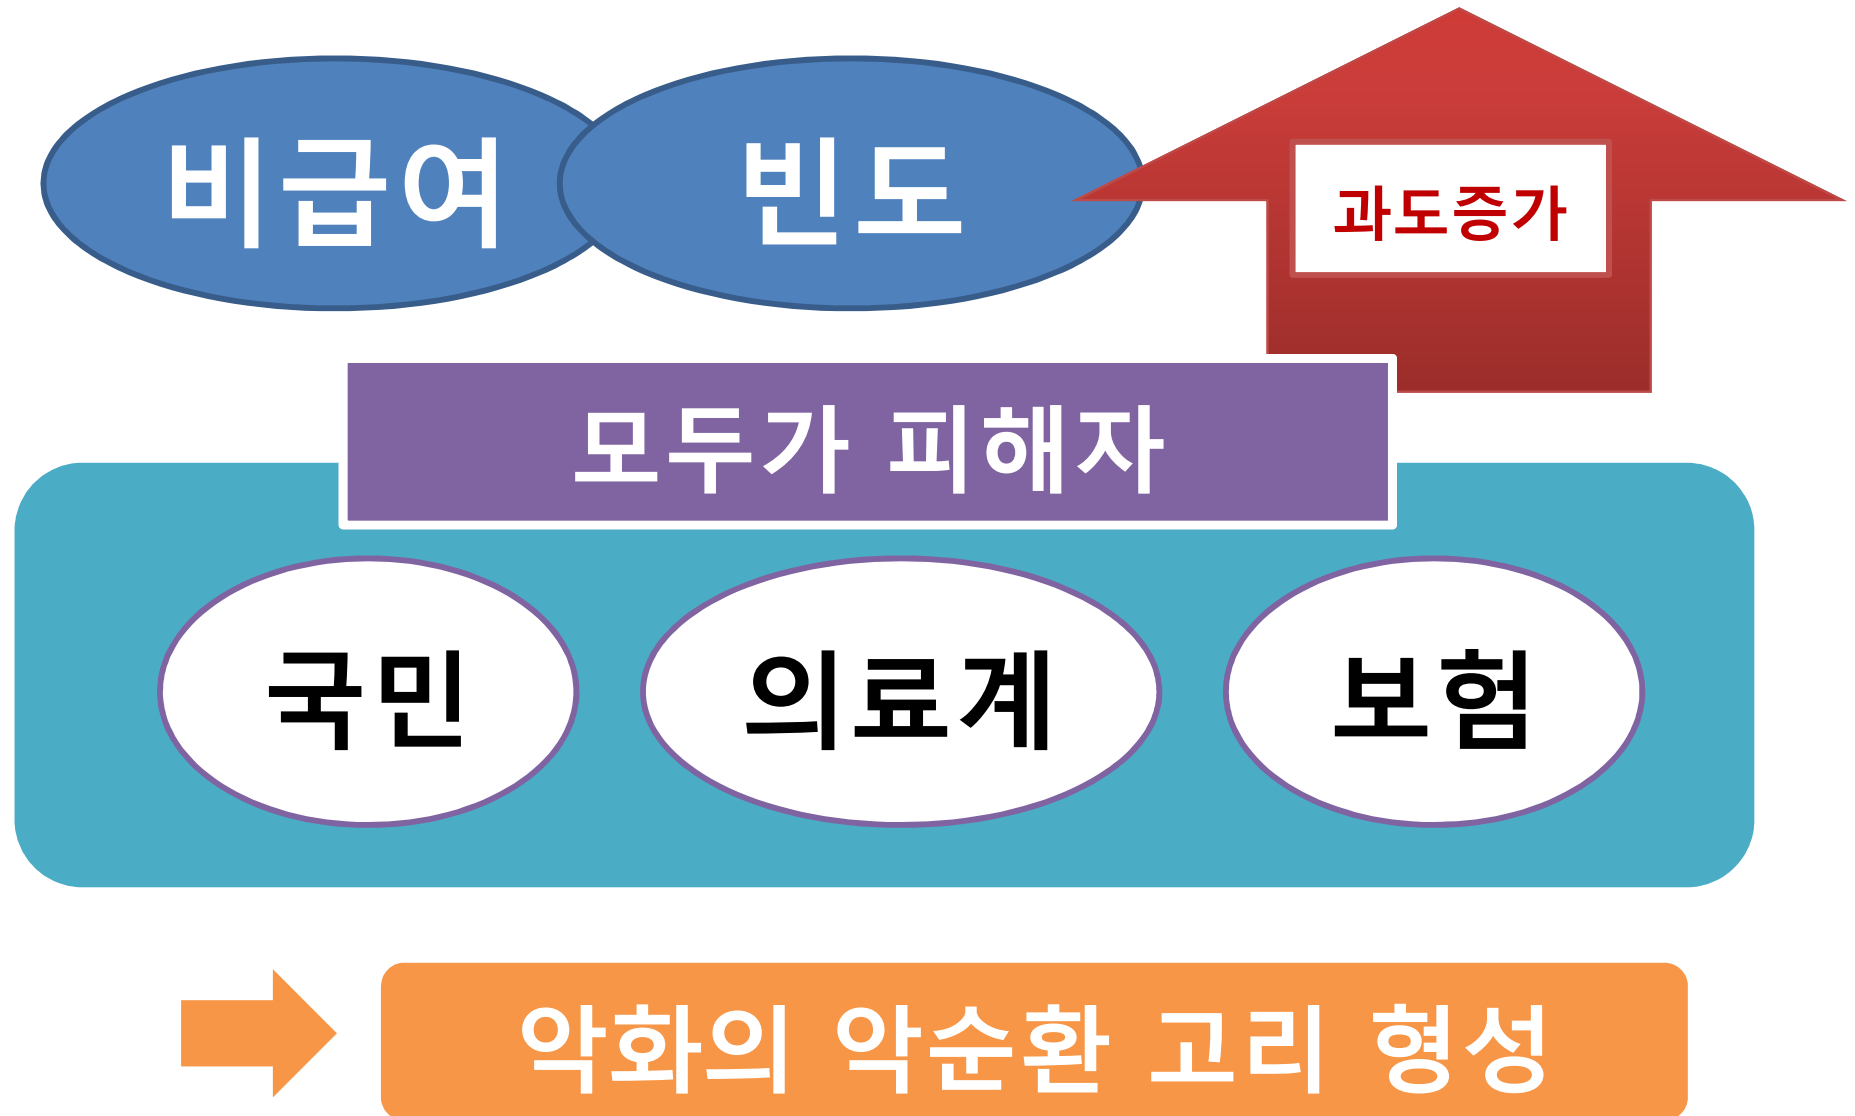 비급여 빈도
과도증가
모두가 피해자
국민 의료계 보험
악화의 악순환 고리 형성